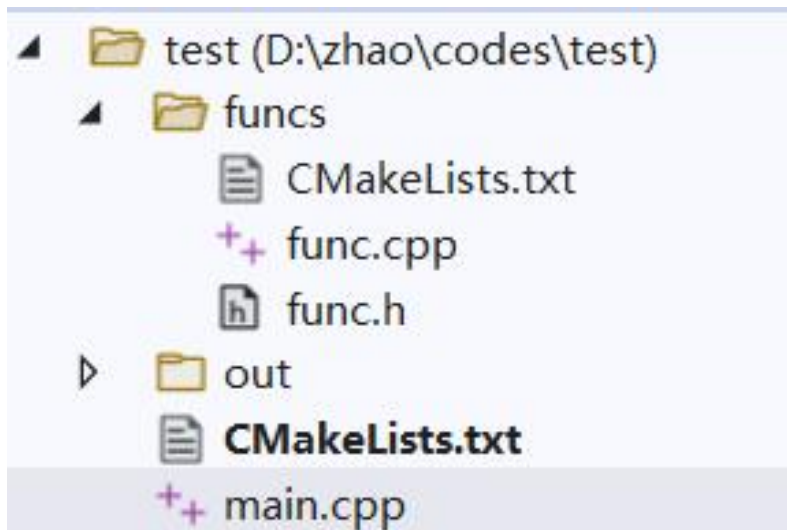 test (D:\zhao\codes\test)
funcs
CMakeLists.txt
++ func.cpp
h func.h
out
CMakeLists.txt
++ main.cpp